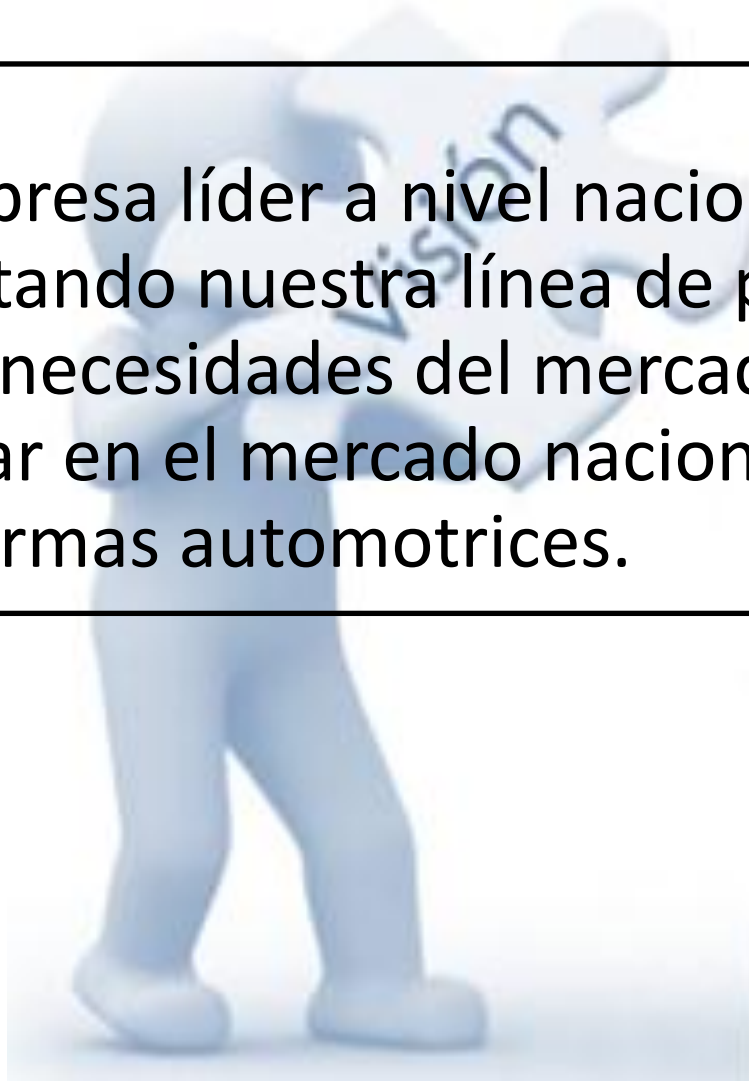 visión
presa líder a nivel nacio
tando nuestra línea de p
necesidades del mercad
ar en el mercado nacion
rmas automotrices.